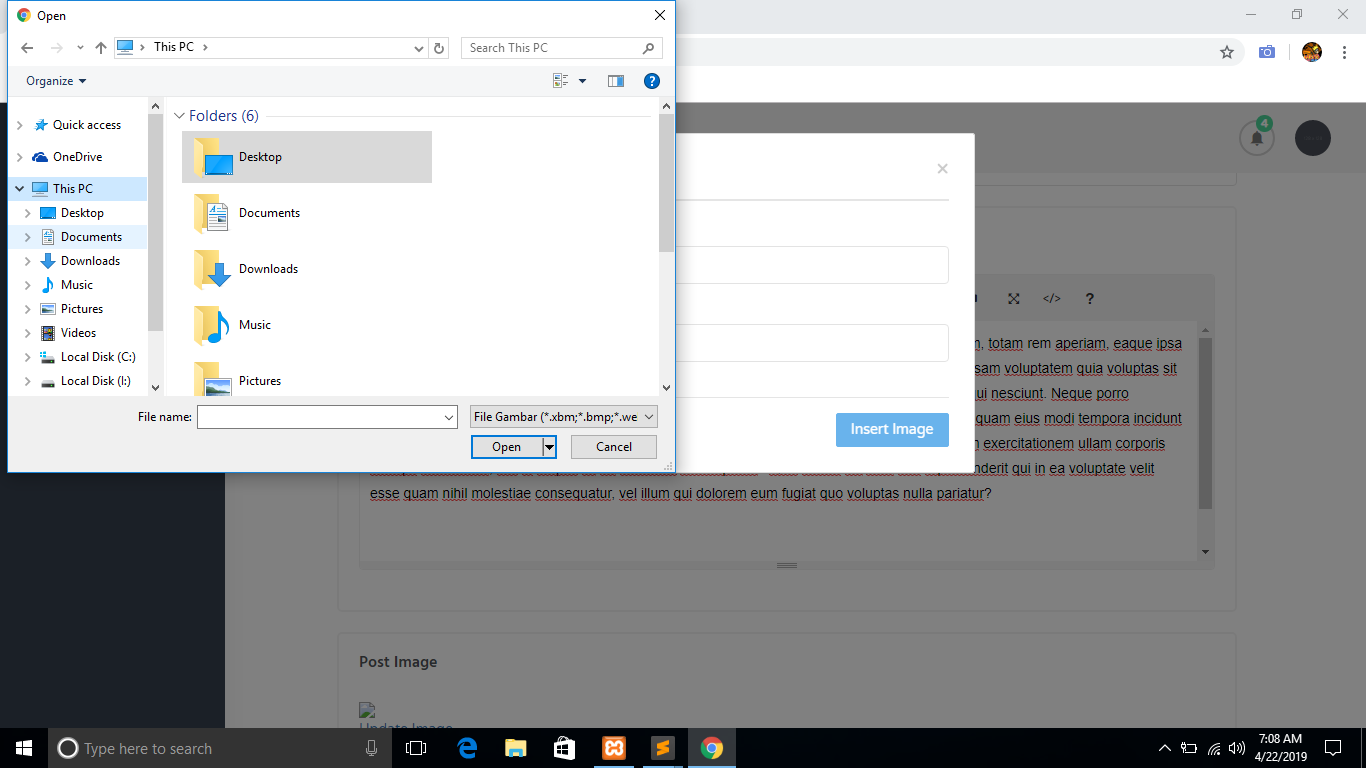 Open
This PC
Search This PC
Organize
?
Quick access
OneDrive
This PC
Desktop
Documents
Downloads
Music
Pictures
Videos
Local Disk (C:)
Local Disk (I:)
Folders (6)
Desktop
Documents
Downloads
Music
Pictures
File name:
File Gambar (*.xbm;*.bmp;*.we
Open
Cancel
4
×
</>
?
totam rem aperiam, eaque ipsa
voluptatem quia voluptas sit
qui nesciunt. Neque porro
quam eius modi tempora incidunt
exercitationem ullam corporis
qui in ea voluptate velit
esse quam nihil molestiae consequatur, vel illum qui dolorem eum fugiat quo voluptas nulla pariatur?
Insert Image
Post Image
Update Image
Type here to search
7:08 AM
4/22/2019